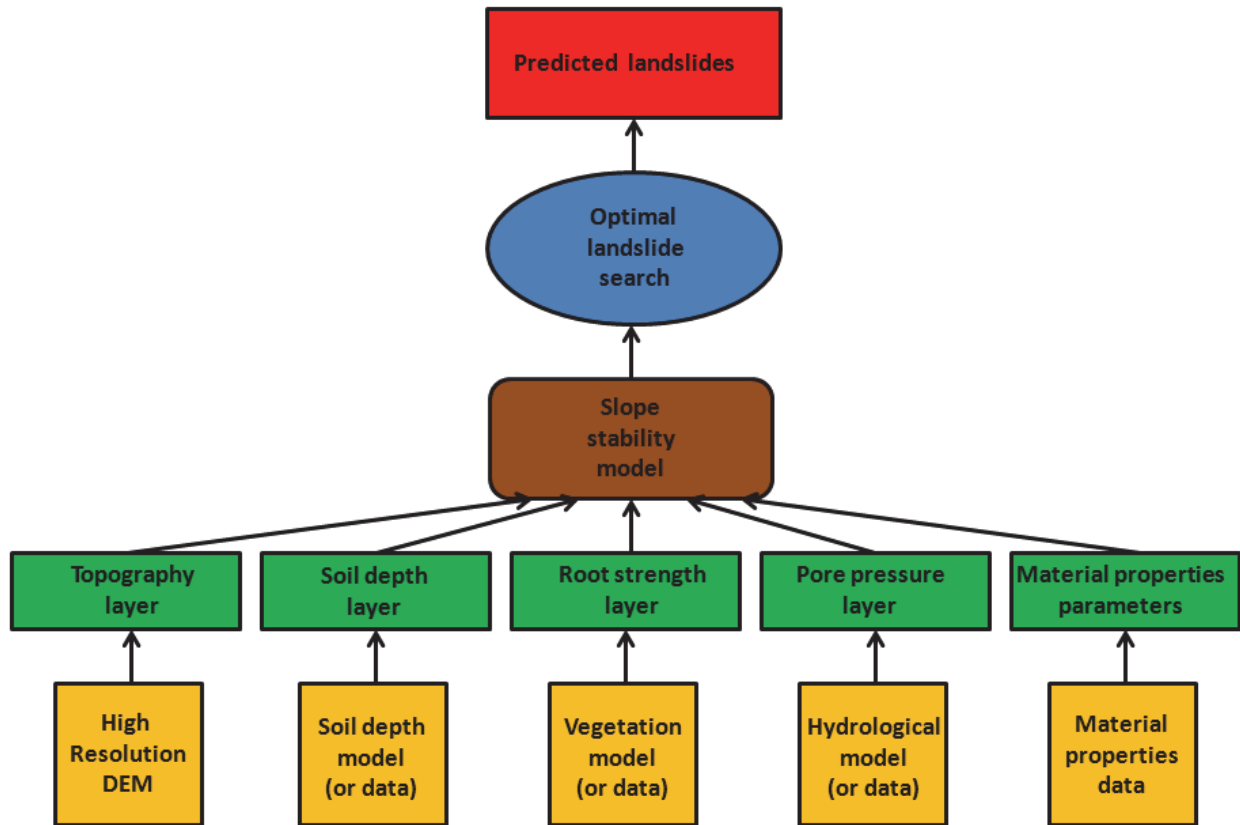 Predicted landslides
Optimal
landslide
search
Slope
stability
model
Topography
layer
Soil depth
layer
Root strength
layer
Pore pressure
layer
Material properties
parameters
High
Resolution
DEM
Soil depth
model
(or data)
Vegetation
model
(or data)
Hydrological
model
(or data)
Material
properties
data